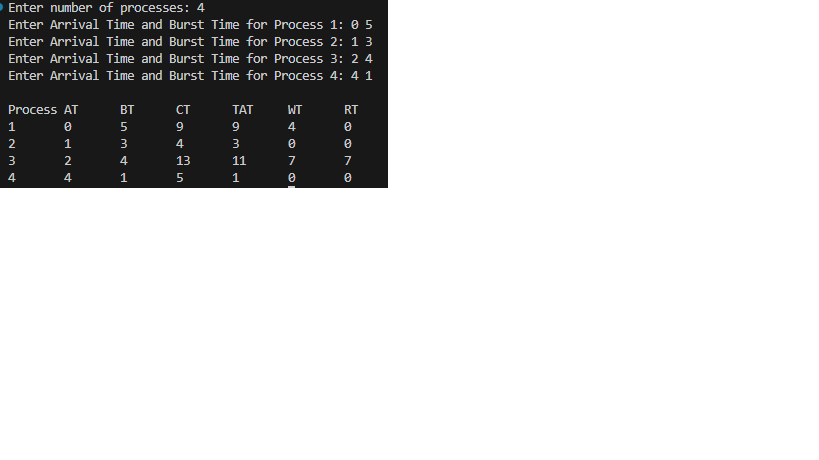 Enter number of processes: 4
Enter Arrival Time and Burst Time for Process 1: 0 5
Enter Arrival Time and Burst Time for Process 2: 1 3
Enter Arrival Time and Burst Time for Process 3: 2 4
Enter Arrival Time and Burst Time for Process 4: 4 1
Process AT BT CT TAT WT RT
1 0 5 9 9 4 0
2 1 3 4 3 0 0
3 2 4 13 11 7 7
4 4 1 5 1 0 0